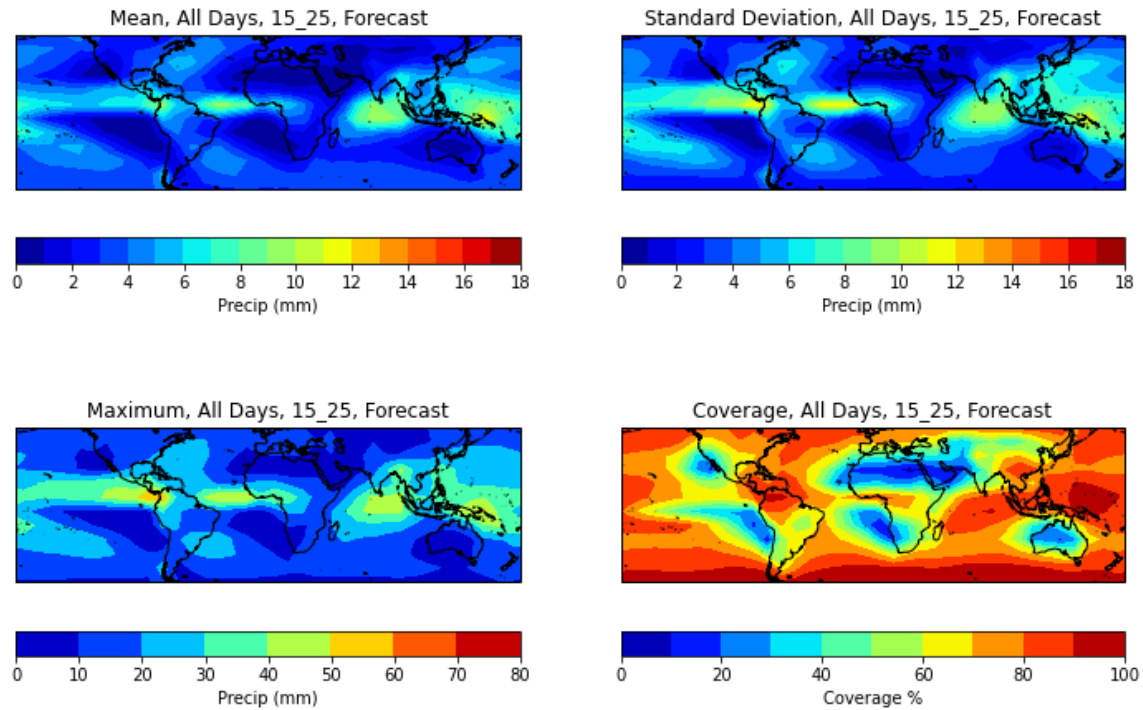 Mean, All Days, 15_25, Forecast
Standard Deviation, All Days, 15_25, Forecast
0 2 4 6 8 10 12 14 16 18
Precip (mm)
0 2 4 6 8 10 12 14 16 18
Precip (mm)
Maximum, All Days, 15_25, Forecast
Coverage, All Days, 15_25, Forecast
0 10 20 30 40 50 60 70 80
Precip (mm)
0 20 40 60 80 100
Coverage %